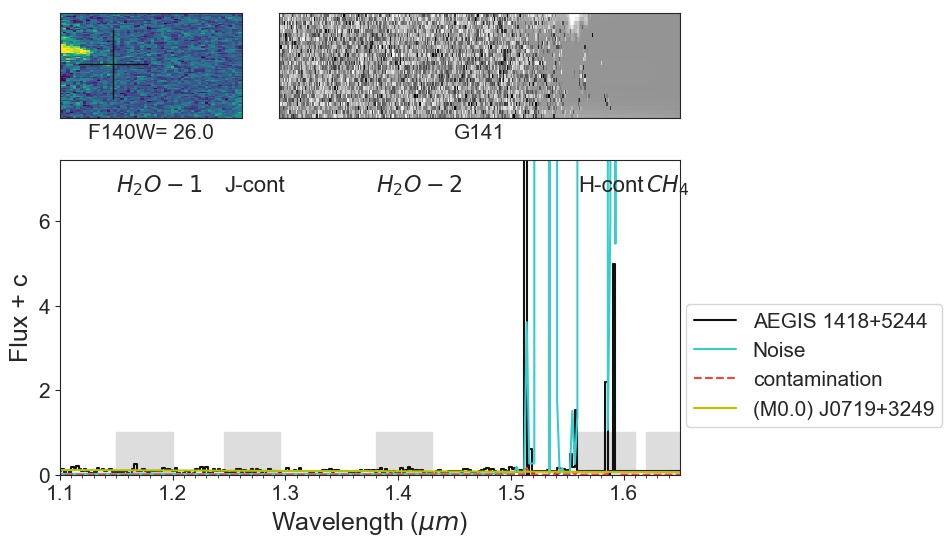 F140W= 26.0
G141
H₂O − 1 J-cont H₂O − 2 H-cont CH₄
Flux + c
6
4
2
0
1.1 1.2 1.3 1.4 1.5 1.6
Wavelength (μm)
AEGIS 1418+5244
Noise
contamination
(M0.0) J0719+3249